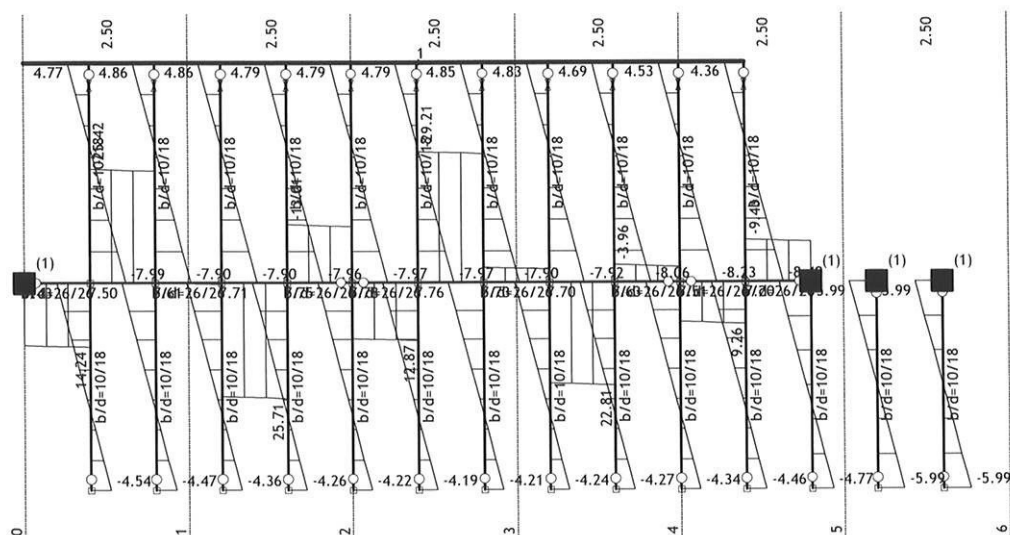 2.50 2.50 2.50 2.50 2.50 2.50
1
4.77 4.86 4.86 4.79 4.79 4.79 4.85 4.83 4.69 4.53 4.36
b/d=10/18 b/d=10/18 b/d=10/18 b/d=10/18 b/d=10/18 b/d=10/18 b/d=10/18 b/d=10/18
-29.21
-3.96
(1) (1) (1) (1)
-7.99 -7.90 -7.90 -7.96 -7.97 -7.97 -7.90 -7.92 -8.06 -8.23
14.24 25.71 12.87 22.81 9.26
b/d=10/18 b/d=10/18 b/d=10/18 b/d=10/18 b/d=10/18 b/d=10/18 b/d=10/18 b/d=10/18 b/d=10/18 b/d=10/18 b/d=10/18 b/d=10/18 b/d=10/18 b/d=10/18
-4.54 -4.47 -4.36 -4.26 -4.22 -4.19 -4.21 -4.24 -4.27 -4.34 -4.46 -4.77 -5.99 -5.99
0 1 2 3 4 5 6